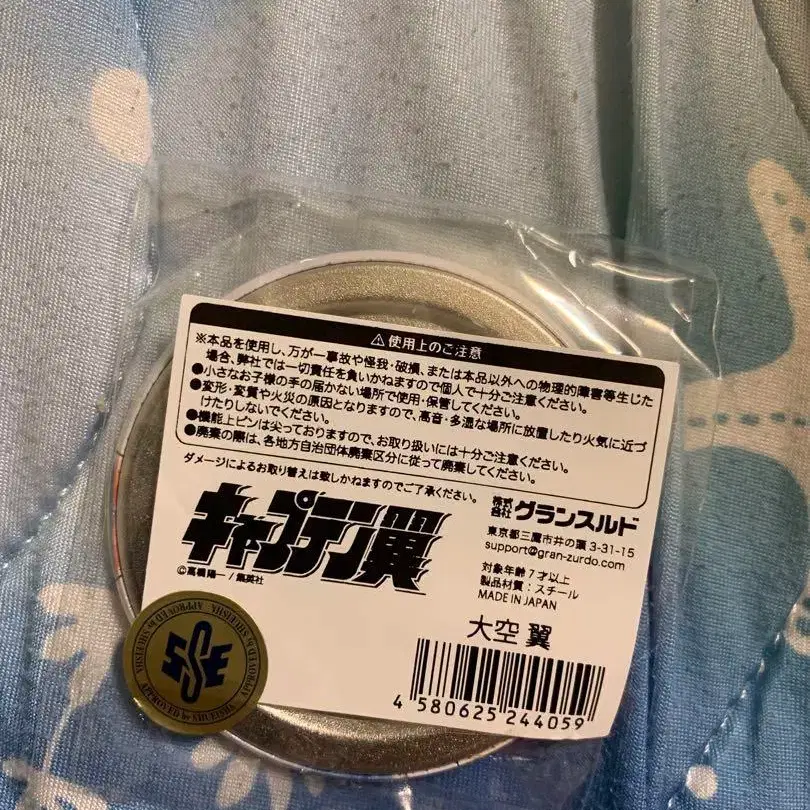 ⚠使用上のご注意
※本品を使用し、万が一事故や怪我・破損、または本品以外への物理的障害等生じた
場合、弊社では一切責任を負いかねますので個人で十分ご注意ください。
●小さなお子様の手の届かない場所で使用・保管してください。
●変形・変質や火災の原因となりますので、高音・多湿な場所に放置したり火気に近づ
けたりしないでください。
●機能上ピンは尖っておりますので、お取り扱いには十分ご注意ください。
●廃棄の際は、各地方自治団体廃棄区分に従って廃棄してください。
ダメージによるお取り替えは致しかねますのでご了承ください。
キャプテン翼
©高橋陽一/集英社
株式会社グランスルド
東京都三鷹市井の頭 3-31-15
support@gran-zurdo.com
対象年齢 7 才以上
製品材質:スチール
MADE IN JAPAN
大空 翼
4 580625 244059
APPROVED by SHUEISHA
APPROVED by SHUEISHA
APPROVED by SHUEISHA